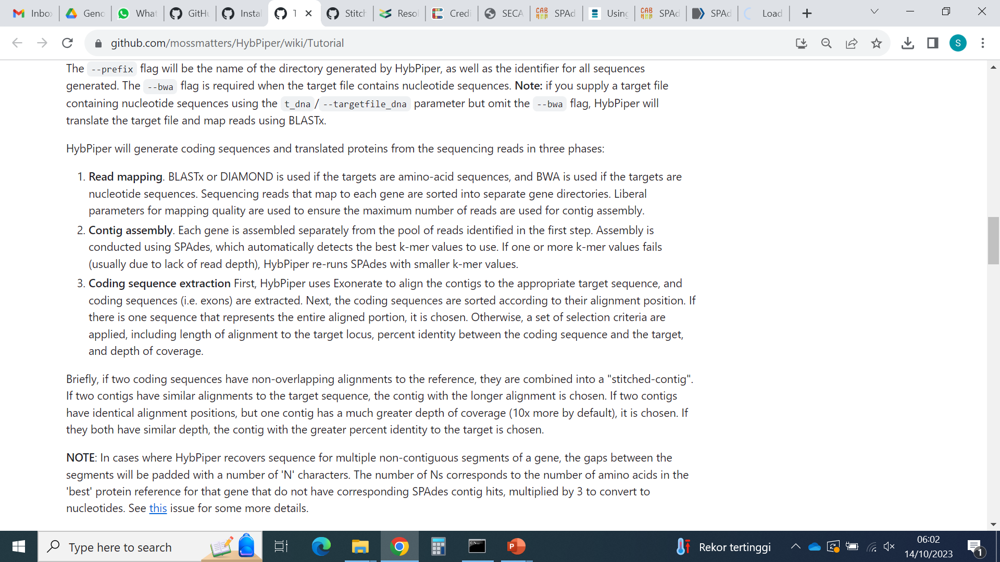 Inbo Geno What GitHu Instal T Stitch Resol Credi SECA SPAd Using SPAd SPAd Load
github.com/mossmatters/HybPiper/wiki/Tutorial
S
The --prefix flag will be the name of the directory generated by HybPiper, as well as the identifier for all sequences
generated. The --bwa flag is required when the target file contains nucleotide sequences. Note: if you supply a target file
containing nucleotide sequences using the t_dna / --targetfile_dna parameter but omit the --bwa flag, HybPiper will
translate the target file and map reads using BLASTx.
HybPiper will generate coding sequences and translated proteins from the sequencing reads in three phases:
1. Read mapping. BLASTx or DIAMOND is used if the targets are amino-acid sequences, and BWA is used if the targets are
nucleotide sequences. Sequencing reads that map to each gene are sorted into separate gene directories. Liberal
parameters for mapping quality are used to ensure the maximum number of reads are used for contig assembly.
2. Contig assembly. Each gene is assembled separately from the pool of reads identified in the first step. Assembly is
conducted using SPAdes, which automatically detects the best k-mer values to use. If one or more k-mer values fails
(usually due to lack of read depth), HybPiper re-runs SPAdes with smaller k-mer values.
3. Coding sequence extraction First, HybPiper uses Exonerate to align the contigs to the appropriate target sequence, and
coding sequences (i.e. exons) are extracted. Next, the coding sequences are sorted according to their alignment position. If
there is one sequence that represents the entire aligned portion, it is chosen. Otherwise, a set of selection criteria are
applied, including length of alignment to the target locus, percent identity between the coding sequence and the target,
and depth of coverage.
Briefly, if two coding sequences have non-overlapping alignments to the reference, they are combined into a "stitched-contig".
If two contigs have similar alignments to the target sequence, the contig with the longer alignment is chosen. If two contigs
have identical alignment positions, but one contig has a much greater depth of coverage (10x more by default), it is chosen. If
they both have similar depth, the contig with the greater percent identity to the target is chosen.
NOTE: In cases where HybPiper recovers sequence for multiple non-contiguous segments of a gene, the gaps between the
segments will be padded with a number of 'N' characters. The number of Ns corresponds to the number of amino acids in the
'best' protein reference for that gene that do not have corresponding SPAdes contig hits, multiplied by 3 to convert to
nucleotides. See this issue for some more details.
Type here to search
Rekor tertinggi
06:02
14/10/2023
1